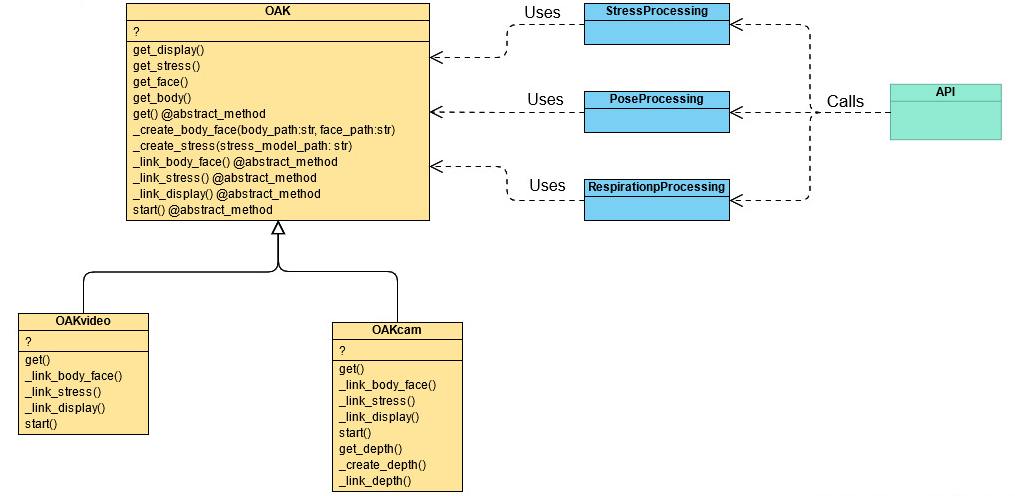 OAK
?
get_display()
get_stress()
get_face()
get_body()
get() @abstract_method
_create_body_face(body_path:str, face_path:str)
_create_stress(stress_model_path: str)
_link_body_face() @abstract_method
_link_stress() @abstract_method
_link_display() @abstract_method
start() @abstract_method
Uses
StressProcessing
Uses
PoseProcessing
Uses
RespirationpProcessing
Calls
API
OAKvideo
?
get()
_link_body_face()
_link_stress()
_link_display()
start()
OAKcam
?
get()
_link_body_face()
_link_stress()
_link_display()
start()
get_depth()
_create_depth()
_link_depth()